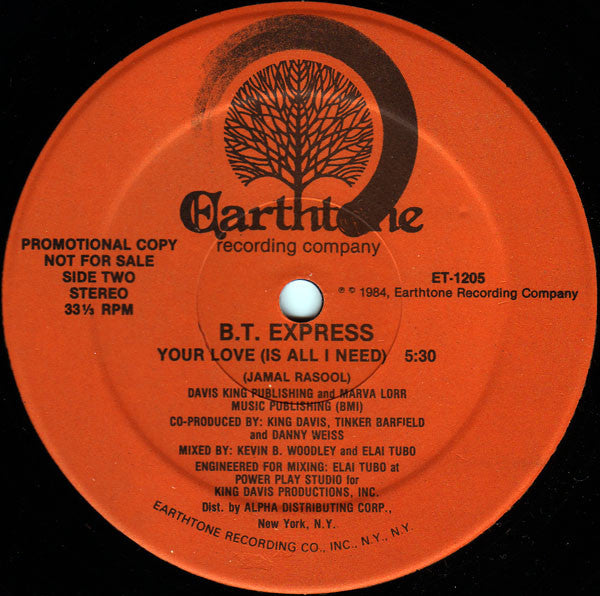 Earthtone
recording company
PROMOTIONAL COPY
NOT FOR SALE
SIDE TWO
STEREO
33⅓ RPM
ET-1205
℗ © 1984, Earthtone Recording Company
B.T. EXPRESS
YOUR LOVE (IS ALL I NEED) 5:30
(JAMAL RASOOL)
DAVIS KING PUBLISHING and MARVA LORR
MUSIC PUBLISHING (BMI)
CO-PRODUCED BY: KING DAVIS, TINKER BARFIELD
and DANNY WEISS
MIXED BY: KEVIN B. WOODLEY and ELAI TUBO
ENGINEERED FOR MIXING: ELAI TUBO at
POWER PLAY STUDIO for
KING DAVIS PRODUCTIONS, INC.
Dist. by ALPHA DISTRIBUTING CORP.,
New York, N.Y.
EARTHTONE RECORDING CO., INC., N.Y., N.Y.